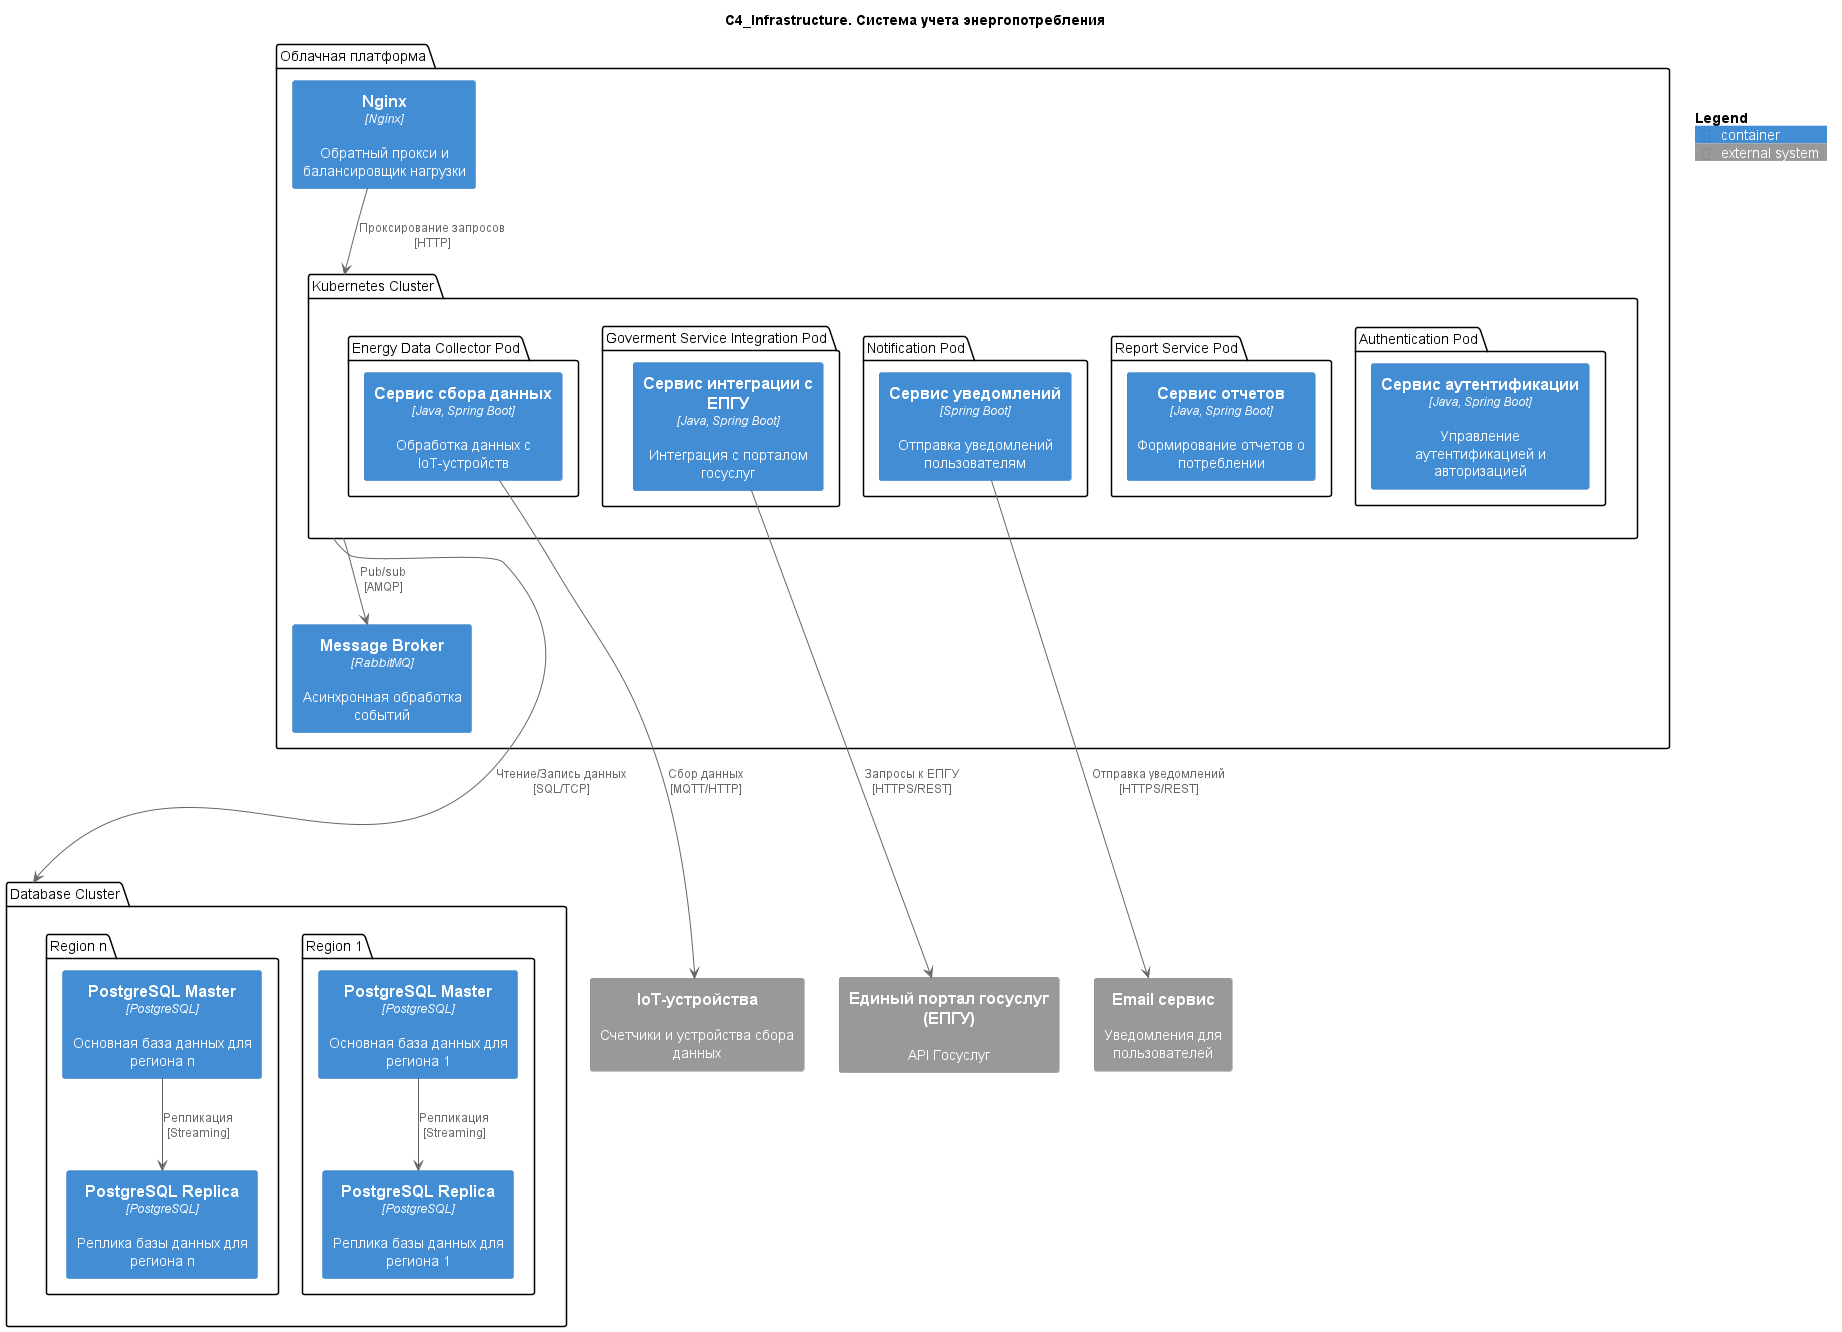 C4_Infrastructure. Система учета энергопотребления
Облачная платформа
Nginx
[Nginx]
Обратный прокси и
балансировщик нагрузки
Legend
container
external system
Проксирование запросов
[HTTP]
Kubernetes Cluster
Energy Data Collector Pod
Сервис сбора данных
[Java, Spring Boot]
Обработка данных с
IoT-устройств
Goverment Service Integration Pod
Сервис интеграции с
ЕПГУ
[Java, Spring Boot]
Интеграция с порталом
госуслуг
Notification Pod
Сервис уведомлений
[Spring Boot]
Отправка уведомлений
пользователям
Report Service Pod
Сервис отчетов
[Java, Spring Boot]
Формирование отчетов о
потреблении
Authentication Pod
Сервис аутентификации
[Java, Spring Boot]
Управление
аутентификацией и
авторизацией
Pub/sub
[AMQP]
Message Broker
[RabbitMQ]
Асинхронная обработка
событий
Чтение/Запись данных
[SQL/TCP]
Сбор данных
[MQTT/HTTP]
Запросы к ЕПГУ
[HTTPS/REST]
Отправка уведомлений
[HTTPS/REST]
Database Cluster
Region n
PostgreSQL Master
[PostgreSQL]
Основная база данных для
региона n
Репликация
[Streaming]
PostgreSQL Replica
[PostgreSQL]
Реплика базы данных для
региона n
Region 1
PostgreSQL Master
[PostgreSQL]
Основная база данных для
региона 1
Репликация
[Streaming]
PostgreSQL Replica
[PostgreSQL]
Реплика базы данных для
региона 1
IoT-устройства
Счетчики и устройства сбора
данных
Единый портал госуслуг
(ЕПГУ)
API Госуслуг
Email сервис
Уведомления для
пользователей